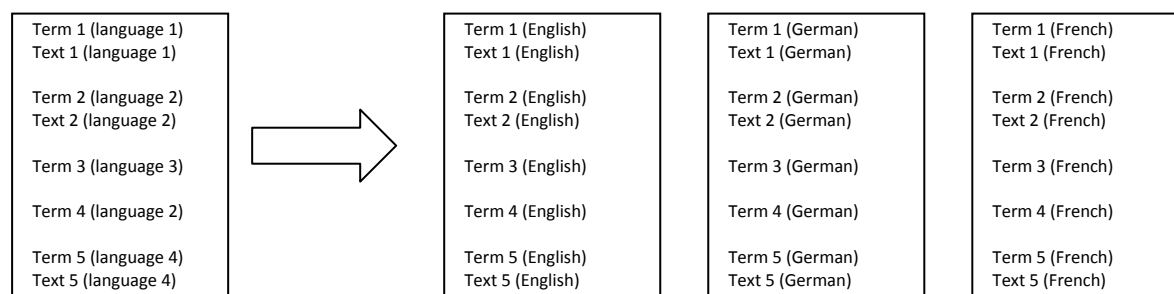 Term 1 (language 1)
Text 1 (language 1)
Term 2 (language 2)
Text 2 (language 2)
Term 3 (language 3)
Term 4 (language 2)
Term 5 (language 4)
Text 5 (language 4)
Term 1 (English)
Text 1 (English)
Term 2 (English)
Text 2 (English)
Term 3 (English)
Term 4 (English)
Term 5 (English)
Text 5 (English)
Term 1 (German)
Text 1 (German)
Term 2 (German)
Text 2 (German)
Term 3 (German)
Term 4 (German)
Term 5 (German)
Text 5 (German)
Term 1 (French)
Text 1 (French)
Term 2 (French)
Text 2 (French)
Term 3 (French)
Term 4 (French)
Term 5 (French)
Text 5 (French)